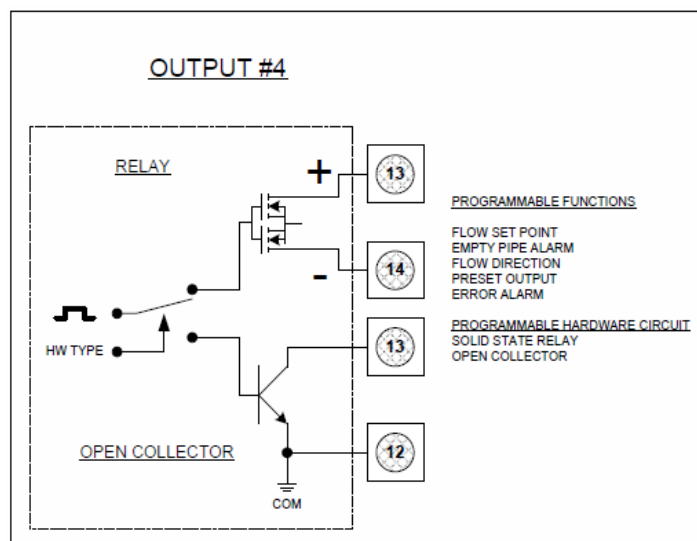 OUTPUT #4
RELAY
+
13
PROGRAMMABLE FUNCTIONS
FLOW SET POINT
EMPTY PIPE ALARM
FLOW DIRECTION
PRESET OUTPUT
ERROR ALARM
-
14
HW TYPE
13
PROGRAMMABLE HARDWARE CIRCUIT
SOLID STATE RELAY
OPEN COLLECTOR
OPEN COLLECTOR
12
COM